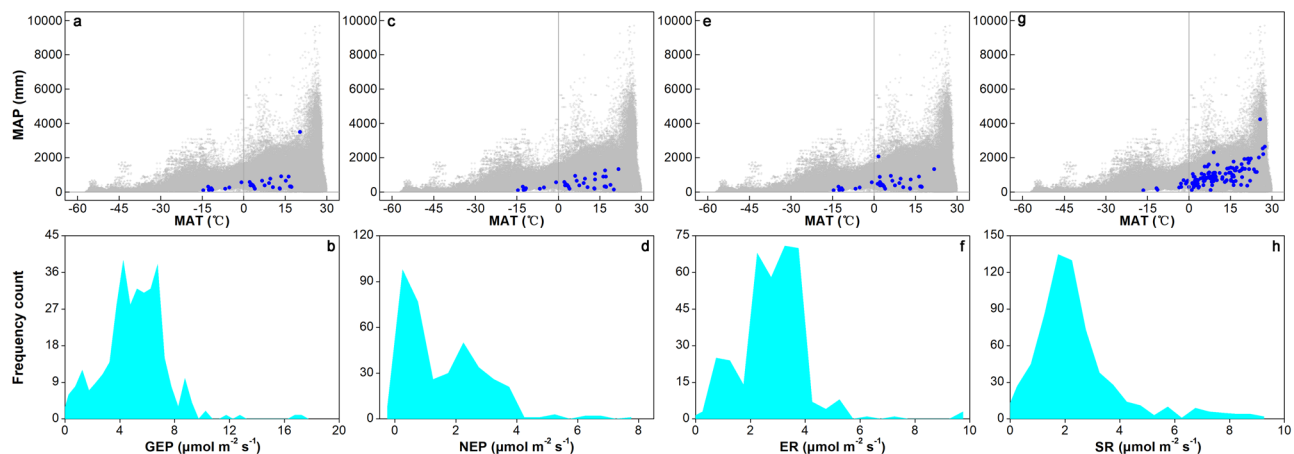 a
c
e
g
10000
8000
6000
4000
2000
0
MAP (mm)
-60 -45 -30 -15 0 15 30
MAT (℃)
10000
8000
6000
4000
2000
0
-60 -45 -30 -15 0 15 30
MAT (℃)
10000
8000
6000
4000
2000
0
-60 -45 -30 -15 0 15 30
MAT (℃)
10000
8000
6000
4000
2000
0
-60 -45 -30 -15 0 15 30
MAT (℃)
b
45
36
27
18
9
0
Frequency count
0 4 8 12 16 20
GEP (μmol m⁻² s⁻¹)
d
120
90
60
30
0
0 2 4 6 8
NEP (μmol m⁻² s⁻¹)
f
75
60
45
30
15
0
0 2 4 6 8 10
ER (μmol m⁻² s⁻¹)
h
150
120
90
60
30
0
0 2 4 6 8 10
SR (μmol m⁻² s⁻¹)